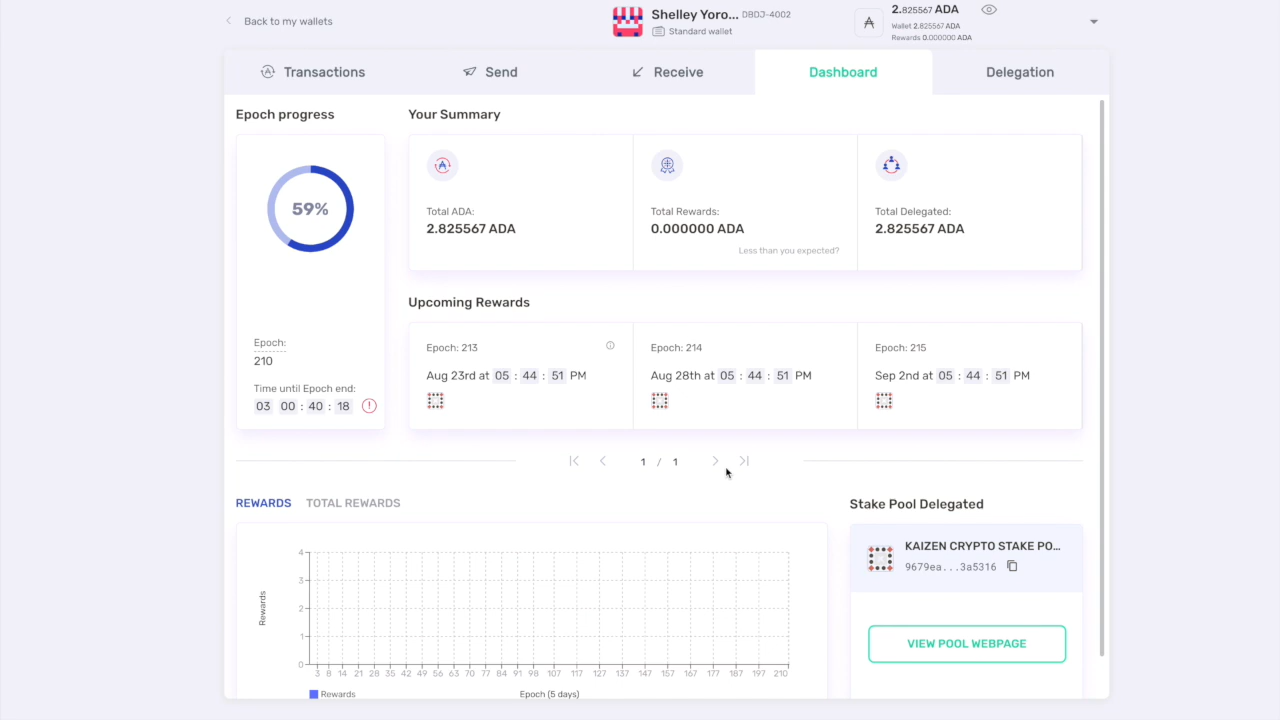 Back to my wallets
Shelley Yoro... DBDJ-4002
Standard wallet
2.825567 ADA
Wallet 2.825567 ADA
Rewards 0.000000 ADA
Transactions
Send
Receive
Dashboard
Delegation
Epoch progress
59%
Epoch:
210
Time until Epoch end:
03 00 : 40 : 18
Your Summary
Total ADA:
2.825567 ADA
Total Rewards:
0.000000 ADA
Less than you expected?
Total Delegated:
2.825567 ADA
Upcoming Rewards
Epoch: 213
Aug 23rd at 05 : 44 : 51 PM
Epoch: 214
Aug 28th at 05 : 44 : 51 PM
Epoch: 215
Sep 2nd at 05 : 44 : 51 PM
1 / 1
REWARDS TOTAL REWARDS
Rewards
4
3
2
1
0
3 8 14 21 28 35 42 49 56 63 70 77 84 91 98 107 117 127 137 147 157 167 177 187 197 210
Rewards
Epoch (5 days)
Stake Pool Delegated
KAIZEN CRYPTO STAKE PO...
9679ea...3a5316
VIEW POOL WEBPAGE